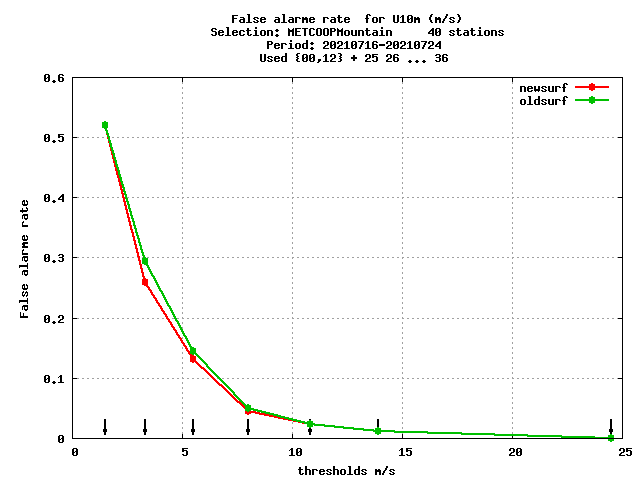 False alarme rate  for U10m (m/s)
Selection: METCOOPMountain     40 stations
Period: 20210716-20210724
Used {00,12} + 25 26 ... 36
newsurf
oldsurf
0.6
0.5
0.4
0.3
0.2
0.1
0
False alarme rate
0 5 10 15 20 25
thresholds m/s